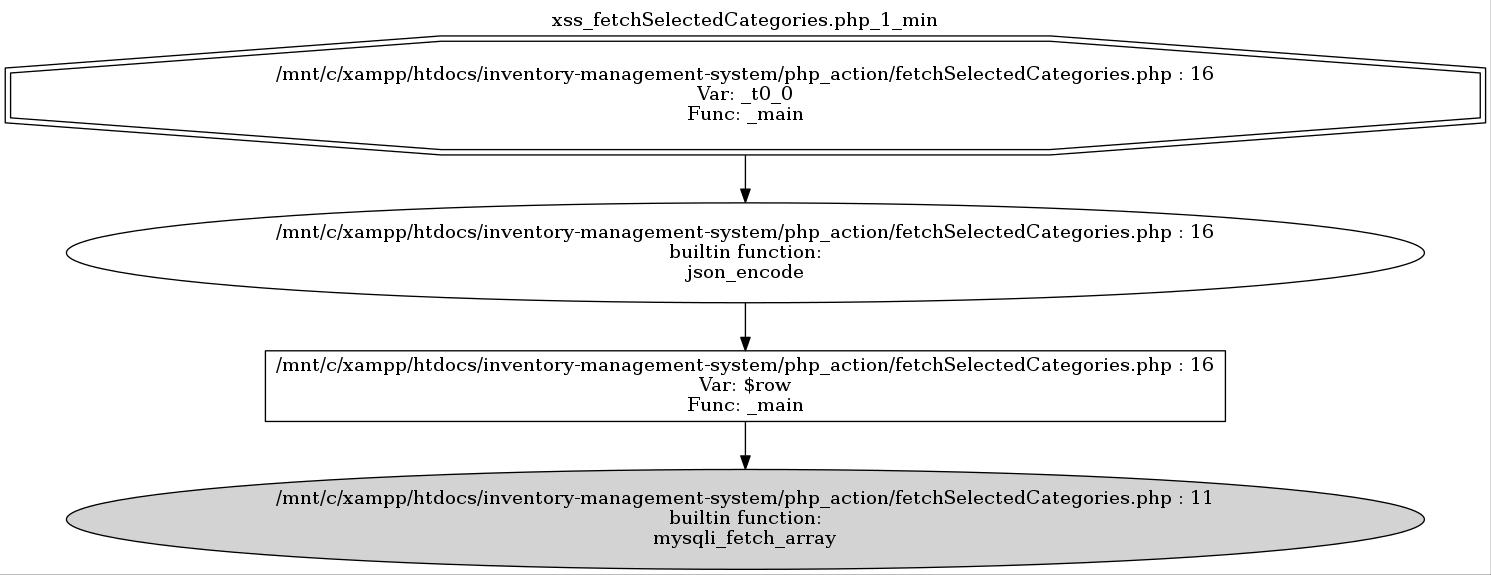 xss_fetchSelectedCategories.php_1_min
/mnt/c/xampp/htdocs/inventory-management-system/php_action/fetchSelectedCategories.php : 16
Var: _t0_0
Func: _main
/mnt/c/xampp/htdocs/inventory-management-system/php_action/fetchSelectedCategories.php : 16
builtin function:
json_encode
/mnt/c/xampp/htdocs/inventory-management-system/php_action/fetchSelectedCategories.php : 16
Var: $row
Func: _main
/mnt/c/xampp/htdocs/inventory-management-system/php_action/fetchSelectedCategories.php : 11
builtin function:
mysqli_fetch_array